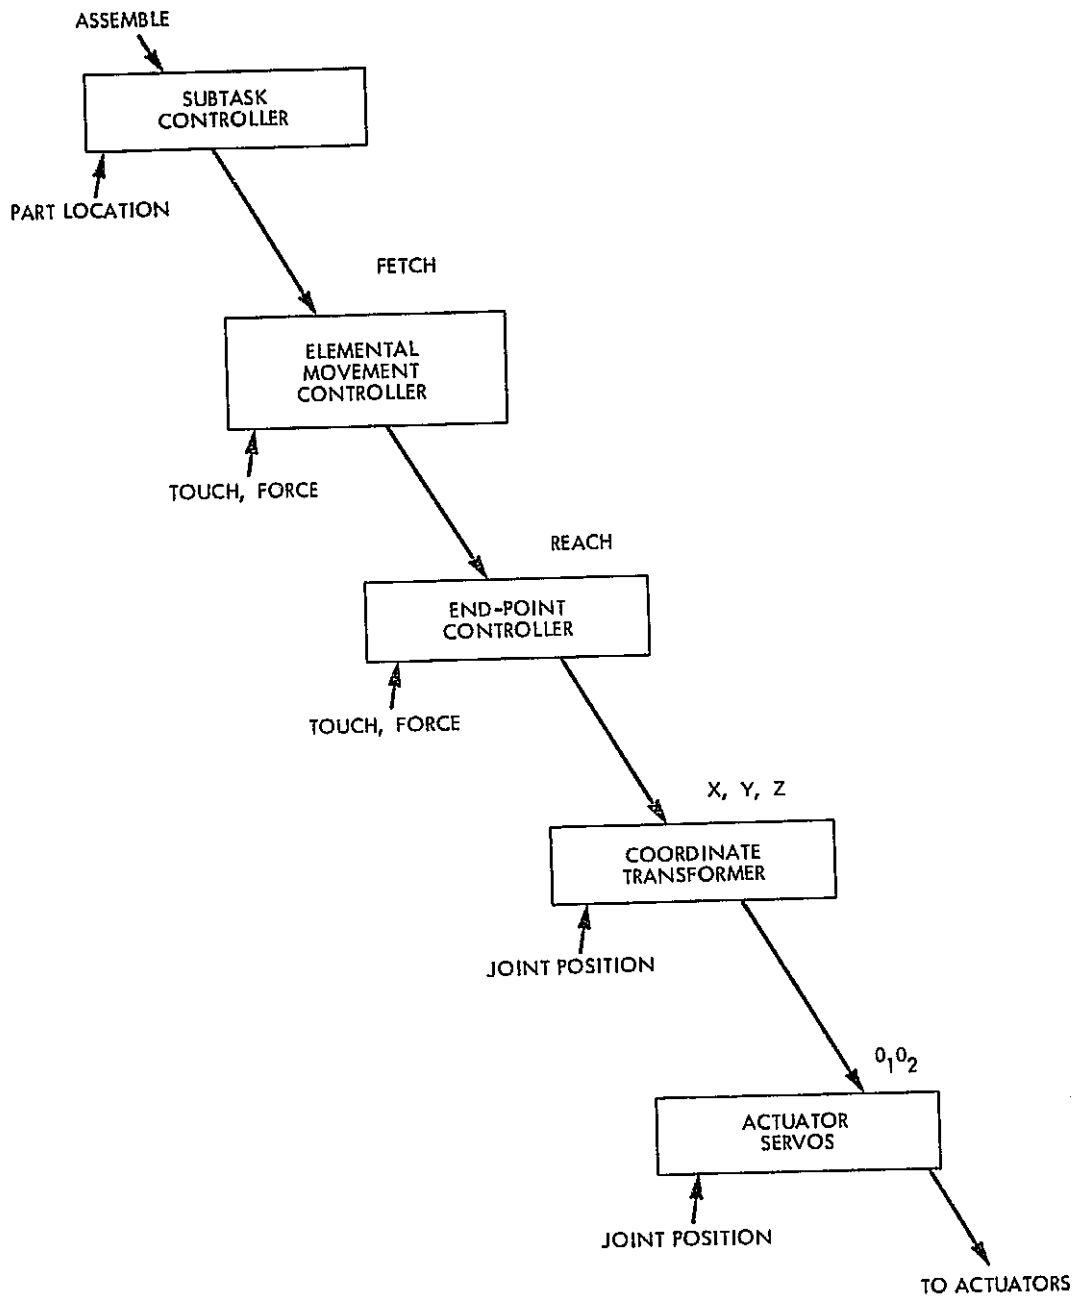 ASSEMBLE
SUBTASK
CONTROLLER
PART LOCATION
FETCH
ELEMENTAL
MOVEMENT
CONTROLLER
TOUCH, FORCE
REACH
END-POINT
CONTROLLER
TOUCH, FORCE
X, Y, Z
COORDINATE
TRANSFORMER
JOINT POSITION
0₁0₂
ACTUATOR
SERVOS
JOINT POSITION
TO ACTUATORS